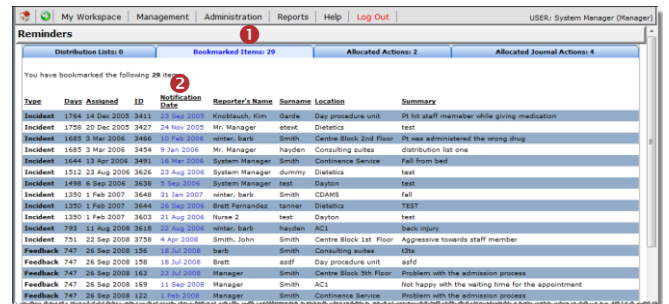 My Workspace Management Administration Reports Help Log Out USER: System Manager (Manager)
Reminders
1
Distribution Lists: 0 Bookmarked Items: 29 Allocated Actions: 2 Allocated Journal Actions: 4
You have bookmarked the following 29 items
2
Type Days Assigned ID Notification Date Reporter's Name Surname Location Summary
Incident 1764 14 Dec 2005 3411 23 Sep 2005 Knoblauch, Kim Garde Day procedure unit Pt hit staff memeber while giving medication
Incident 1758 20 Dec 2005 3427 24 Nov 2005 Mr. Manager etewt Dietetics test
Incident 1685 3 Mar 2006 3466 10 Feb 2006 winter, barb Smith Centre Block 2nd Floor Pt was administered the wrong drug
Incident 1685 3 Mar 2006 3454 9 Jan 2006 Mr. Manager hayden Consulting suites distribution list one
Incident 1644 13 Apr 2006 3491 16 Mar 2006 System Manager Smith Continence Service Fall from bed
Incident 1512 23 Aug 2006 3626 23 Aug 2006 System Manager dummy Dietetics test
Incident 1498 6 Sep 2006 3638 5 Sep 2006 System Manager test Dayton test
Incident 1350 1 Feb 2007 3648 31 Jan 2007 winter, barb Smith CDAMS fall
Incident 1350 1 Feb 2007 3644 26 Sep 2006 Brett Fernandez tanner Dietetics TEST
Incident 1350 1 Feb 2007 3603 21 Aug 2006 Nurse 2 test Dayton test
Incident 793 11 Aug 2008 3618 22 Aug 2006 winter, barb hayden AC1 back injury
Incident 751 22 Sep 2008 3758 4 Apr 2008 Smith, John Smith Centre Block 1st Floor Aggressive towards staff member
Feedback 747 26 Sep 2008 156 18 Jul 2008 barb Smith Consulting suites t3ts
Feedback 747 26 Sep 2008 158 18 Jul 2008 Brett asdf Day procedure unit asfd
Feedback 747 26 Sep 2008 163 23 Jul 2008 Manager Smith Centre Block 5th Floor Problem with the admission process
Feedback 747 26 Sep 2008 169 11 Sep 2008 Manager Smith AC1 Not happy with the waiting time for the appointment
Feedback 747 26 Sep 2008 122 1 Feb 2008 Manager Smith Continence Service Problem with the admission process